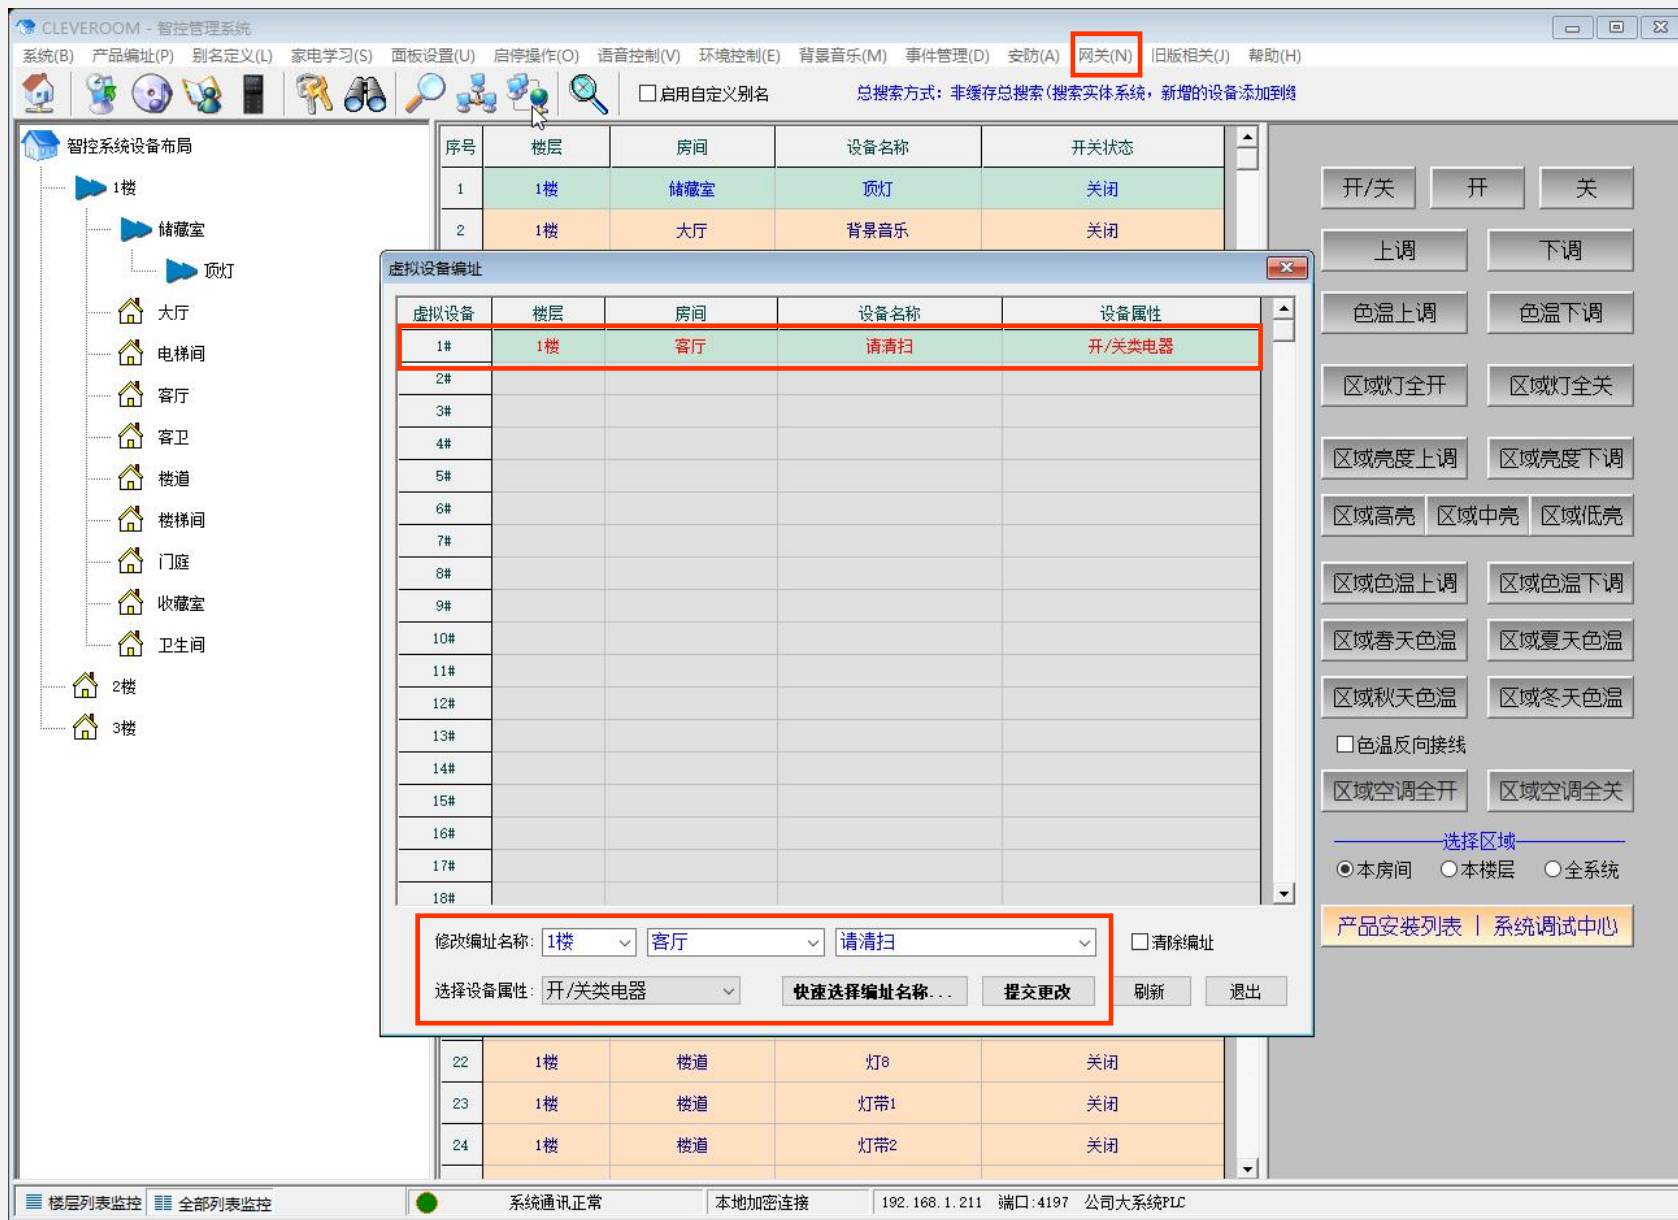 CLEVEROOM - 智控管理系统
系统(B) 产品编址(P) 别名定义(L) 家电学习(S) 面板设置(U) 启停操作(O) 语音控制(V) 环境控制(E) 背景音乐(M) 事件管理(D) 安防(A) 网关(N) 旧版相关(J) 帮助(H)
启用自定义别名 总搜索方式：非缓存总搜索(搜索实体系统，新增的设备添加到缓
智控系统设备布局
1楼
储藏室
顶灯
大厅
电梯间
客厅
客卫
楼道
楼梯间
门庭
收藏室
卫生间
2楼
3楼
序号 楼层 房间 设备名称 开关状态
1 1楼 储藏室 顶灯 关闭
2 1楼 大厅 背景音乐 关闭
虚拟设备编址
虚拟设备 楼层 房间 设备名称 设备属性
1# 1楼 客厅 请清扫 开/关类电器
2#
3#
4#
5#
6#
7#
8#
9#
10#
11#
12#
13#
14#
15#
16#
17#
18#
修改编址名称: 1楼 客厅 请清扫 清除编址
选择设备属性: 开/关类电器 快速选择编址名称... 提交更改 刷新 退出
22 1楼 楼道 灯8 关闭
23 1楼 楼道 灯带1 关闭
24 1楼 楼道 灯带2 关闭
开/关 开 关
上调 下调
色温上调 色温下调
区域灯全开 区域灯全关
区域亮度上调 区域亮度下调
区域高亮 区域中亮 区域低亮
区域色温上调 区域色温下调
区域春天色温 区域夏天色温
区域秋天色温 区域冬天色温
色温反向接线
区域空调全开 区域空调全关
选择区域
本房间 本楼层 全系统
产品安装列表 | 系统调试中心
楼层列表监控 全部列表监控 系统通讯正常 本地加密连接 192.168.1.211 端口:4197 公司大系统PLC